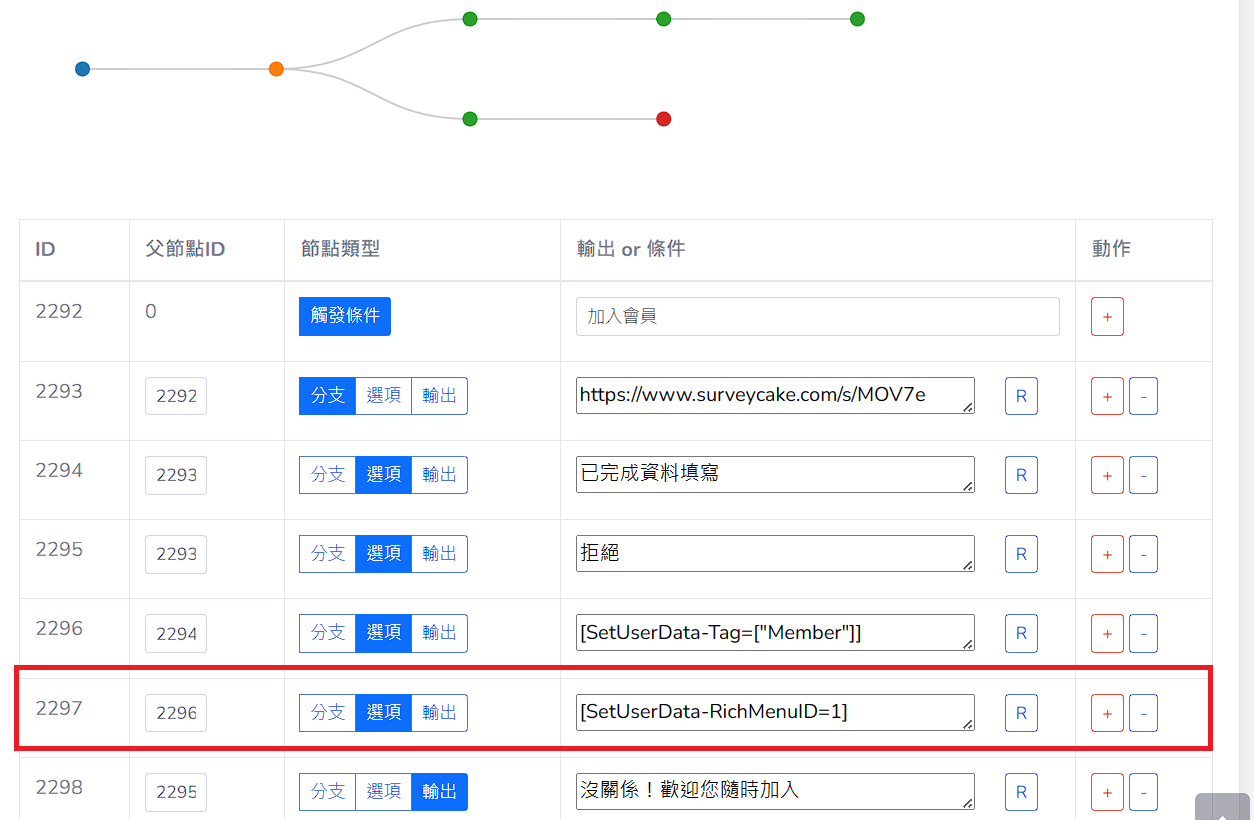 ID 父節點ID 節點類型 輸出 or 條件 動作
2292 0 觸發條件 加入會員 +
2293 2292 分支 選項 輸出 https://www.surveycake.com/s/MOV7e R + -
2294 2293 分支 選項 輸出 已完成資料填寫 R + -
2295 2293 分支 選項 輸出 拒絕 R + -
2296 2294 分支 選項 輸出 [SetUserData-Tag=["Member"]] R + -
2297 2296 分支 選項 輸出 [SetUserData-RichMenuID=1] R + -
2298 2295 分支 選項 輸出 沒關係！歡迎您隨時加入 R + -